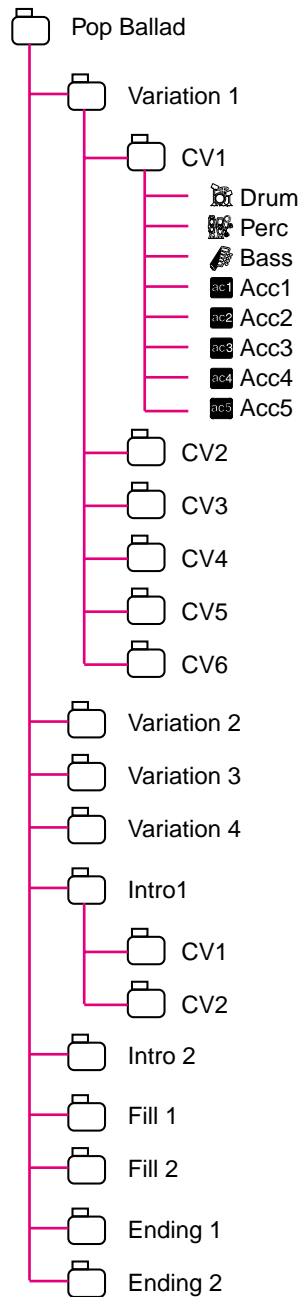 Pop Ballad
Variation 1
CV1
Drum
Perc
Bass
ac1 Acc1
ac2 Acc2
ac3 Acc3
ac4 Acc4
ac5 Acc5
CV2
CV3
CV4
CV5
CV6
Variation 2
Variation 3
Variation 4
Intro1
CV1
CV2
Intro 2
Fill 1
Fill 2
Ending 1
Ending 2